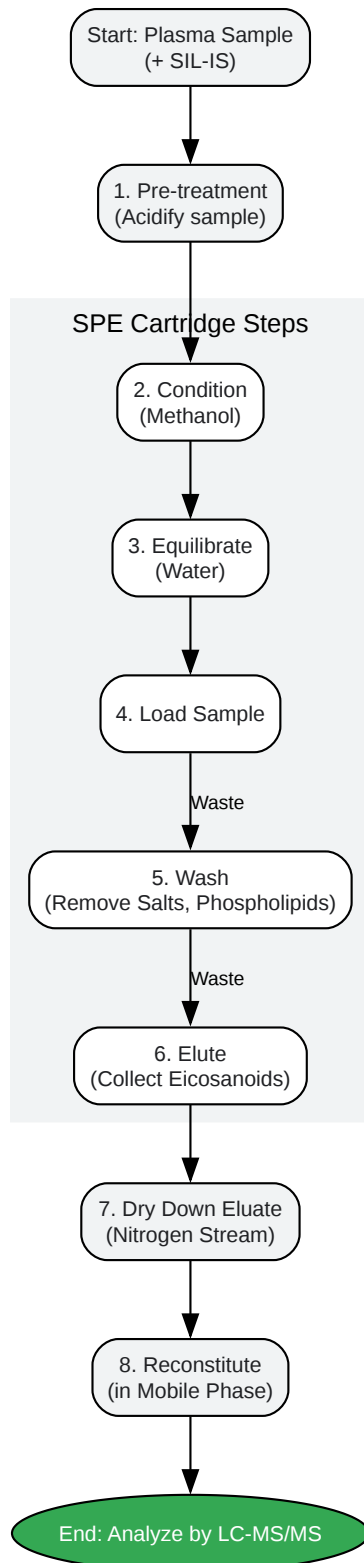 Start: Plasma Sample
(+ SIL-IS)
1. Pre-treatment
(Acidify sample)
SPE Cartridge Steps
2. Condition
(Methanol)
3. Equilibrate
(Water)
4. Load Sample
Waste
5. Wash
(Remove Salts, Phospholipids)
Waste
6. Elute
(Collect Eicosanoids)
7. Dry Down Eluate
(Nitrogen Stream)
8. Reconstitute
(in Mobile Phase)
End: Analyze by LC-MS/MS